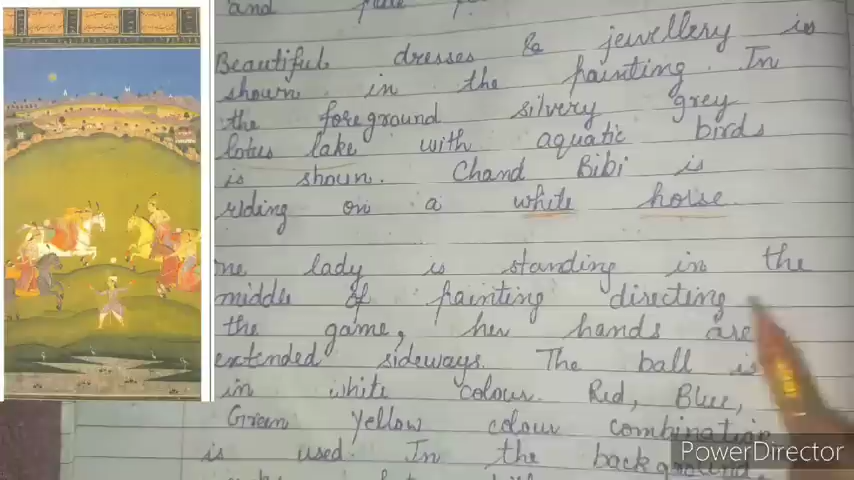 and
Beautiful dresses & jewellery is
shown in the painting. In
the foreground silvery grey
lotus lake with aquatic birds
is shown. Chand Bibi is
riding on a white horse.
ne lady is standing in the
middle of painting directing
the game, her hands are
extended sideways. The ball is
in white colour. Red, Blue,
Green Yellow colour combination
is used. In the background
PowerDirector